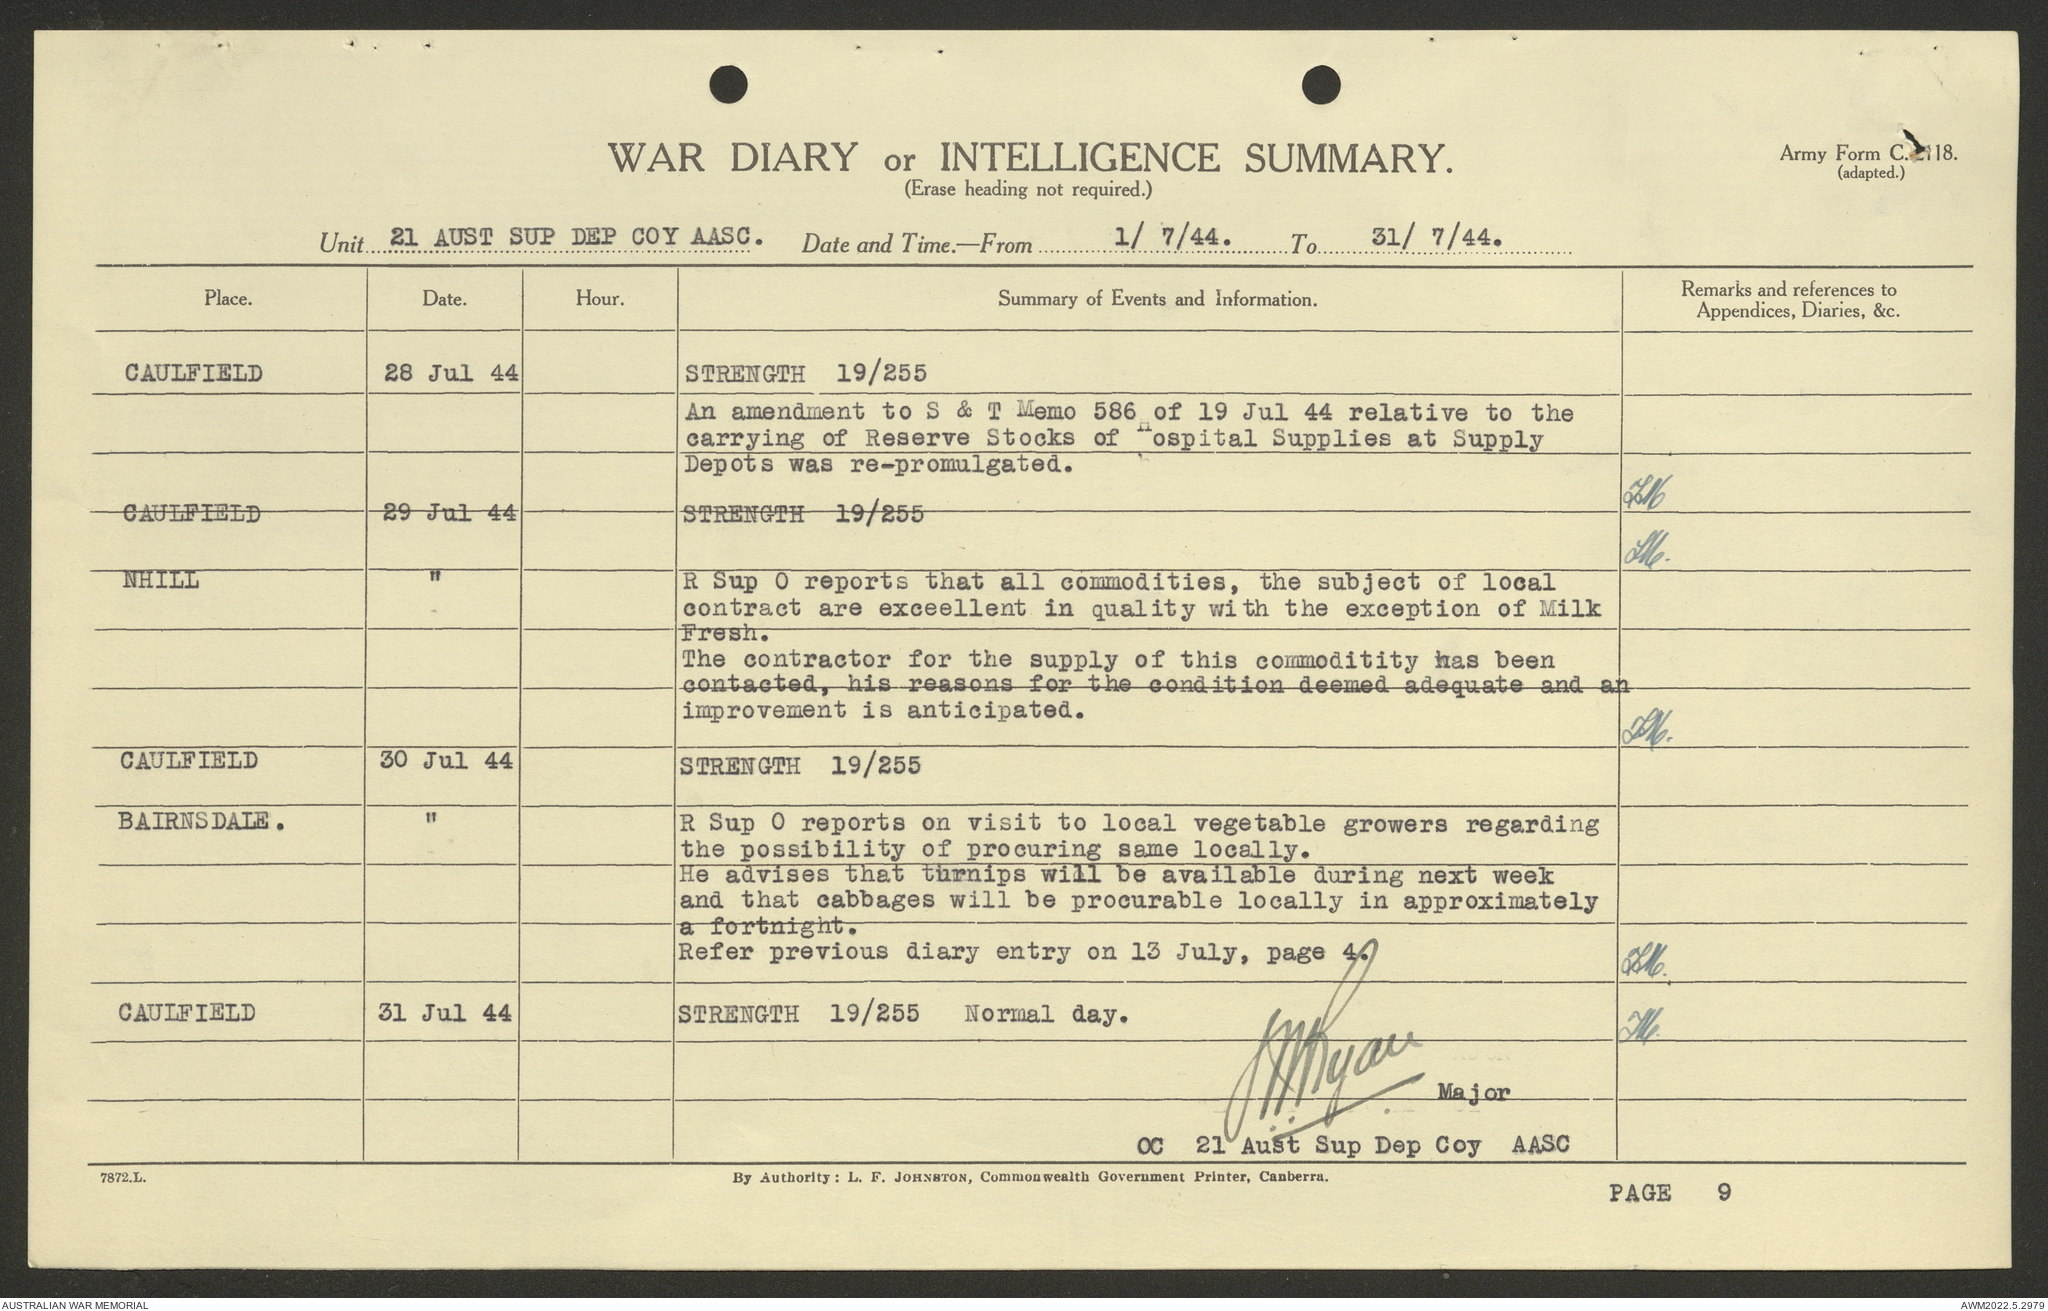 WAR DIARY or INTELLIGENCE SUMMARY.
(Erase heading not required.)
Army Form C. 2118.
(adapted.)
Unit 21 AUST SUP DEP COY AASC. Date and Time.—From 1/ 7/44. To 31/ 7/44.
Place. Date. Hour. Summary of Events and Information. Remarks and references to
Appendices, Diaries, &c.
CAULFIELD 28 Jul 44 STRENGTH 19/255
An amendment to S & T Memo 586 of 19 Jul 44 relative to the
carrying of Reserve Stocks of Hospital Supplies at Supply
Depots was re-promulgated.
CAULFIELD 29 Jul 44 STRENGTH 19/255
NHILL " R Sup O reports that all commodities, the subject of local
contract are exceellent in quality with the exception of Milk
Fresh.
The contractor for the supply of this commoditity has been
contacted, his reasons for the condition deemed adequate and an
improvement is anticipated.
CAULFIELD 30 Jul 44 STRENGTH 19/255
BAIRNSDALE. " R Sup O reports on visit to local vegetable growers regarding
the possibility of procuring same locally.
He advises that turnips will be available during next week
and that cabbages will be procurable locally in approximately
a fortnight.
Refer previous diary entry on 13 July, page 4.
CAULFIELD 31 Jul 44 STRENGTH 19/255 Normal day.
Ryan
Major
OC 21 Aust Sup Dep Coy AASC
7872.L.
By Authority: L. F. JOHNSTON, Commonwealth Government Printer, Canberra.
PAGE 9
AUSTRALIAN WAR MEMORIAL
AWM2022.5.2979